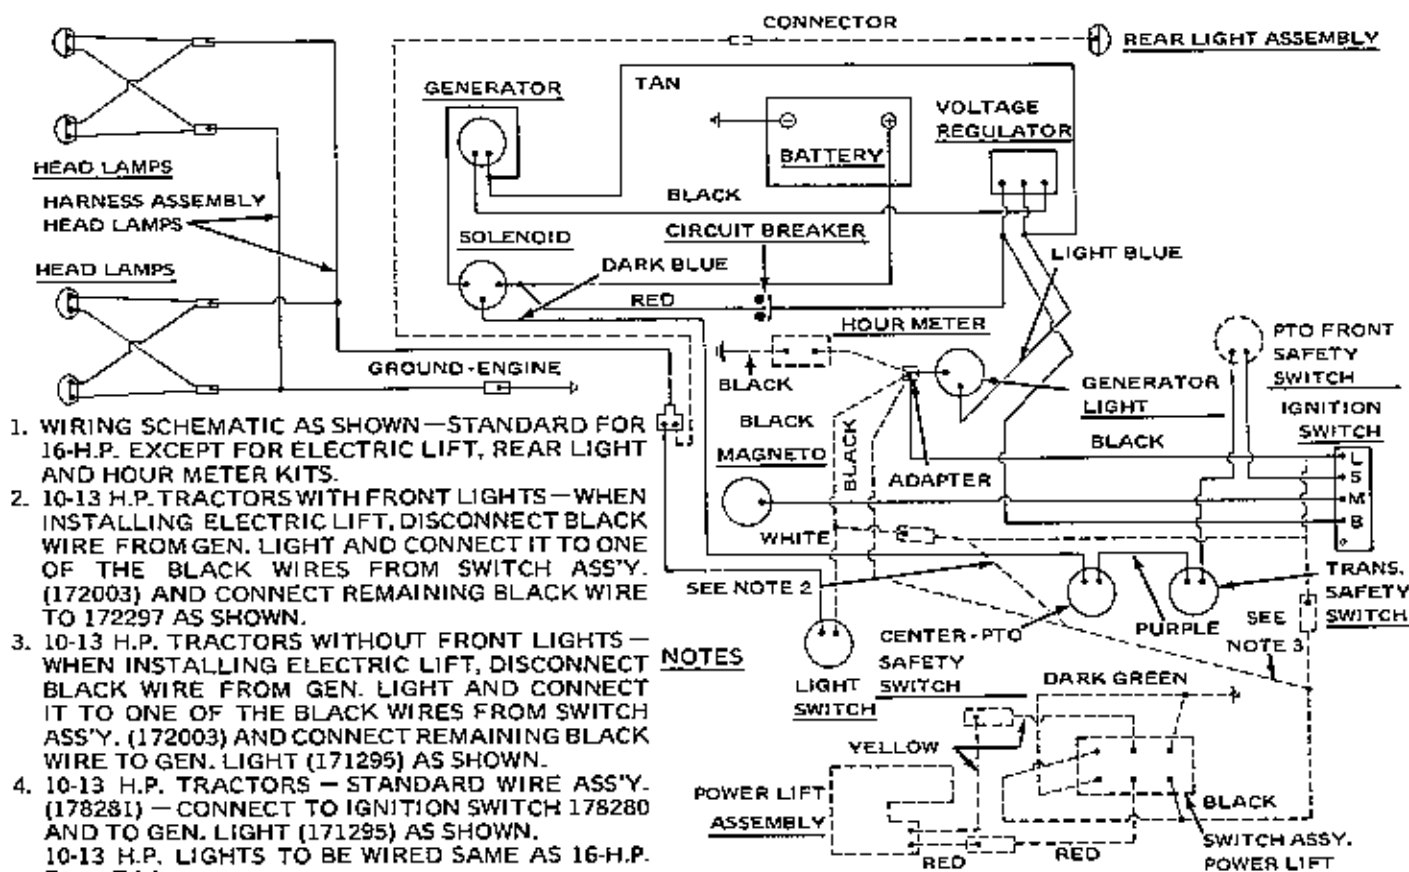 CONNECTOR
REAR LIGHT ASSEMBLY
GENERATOR
TAN
VOLTAGE
REGULATOR
BATTERY
HEAD LAMPS
BLACK
HARNESS ASSEMBLY
HEAD LAMPS
SOLENOID
CIRCUIT BREAKER
DARK BLUE
LIGHT BLUE
HEAD LAMPS
RED
HOUR METER
PTO FRONT
SAFETY
SWITCH
GROUND-ENGINE
BLACK
GENERATOR
LIGHT
IGNITION
SWITCH
BLACK
BLACK
BLACK
MAGNETO
ADAPTER
L
S
M
B
WHITE
SEE NOTE 2
TRANS.
SAFETY
SWITCH
CENTER-PTO
SAFETY
SWITCH
PURPLE
SEE
NOTE 3
LIGHT
SWITCH
DARK GREEN
YELLOW
POWER LIFT
ASSEMBLY
BLACK
SWITCH ASSY.
POWER LIFT
RED
RED
NOTES
1. WIRING SCHEMATIC AS SHOWN—STANDARD FOR
16-H.P. EXCEPT FOR ELECTRIC LIFT, REAR LIGHT
AND HOUR METER KITS.
2. 10-13 H.P. TRACTORS WITH FRONT LIGHTS—WHEN
INSTALLING ELECTRIC LIFT, DISCONNECT BLACK
WIRE FROM GEN. LIGHT AND CONNECT IT TO ONE
OF THE BLACK WIRES FROM SWITCH ASS'Y.
(172003) AND CONNECT REMAINING BLACK WIRE
TO 172297 AS SHOWN.
3. 10-13 H.P. TRACTORS WITHOUT FRONT LIGHTS—
WHEN INSTALLING ELECTRIC LIFT, DISCONNECT
BLACK WIRE FROM GEN. LIGHT AND CONNECT
IT TO ONE OF THE BLACK WIRES FROM SWITCH
ASS'Y. (172003) AND CONNECT REMAINING BLACK
WIRE TO GEN. LIGHT (171295) AS SHOWN.
4. 10-13 H.P. TRACTORS — STANDARD WIRE ASS'Y.
(178281) — CONNECT TO IGNITION SWITCH 178280
AND TO GEN. LIGHT (171295) AS SHOWN.
10-13 H.P. LIGHTS TO BE WIRED SAME AS 16-H.P.